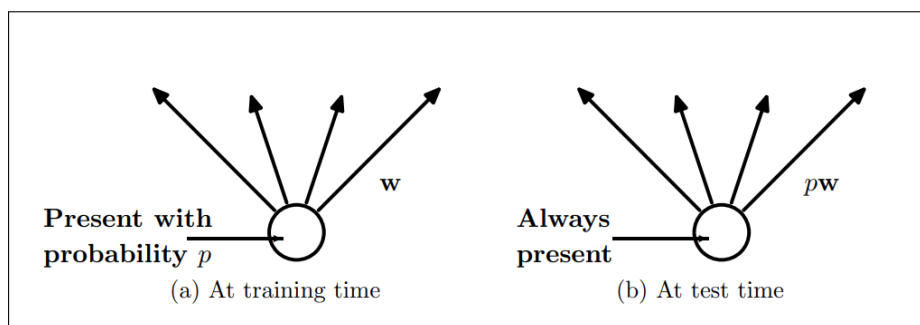 w
Present with
probability p
(a) At training time
pw
Always
present
(b) At test time